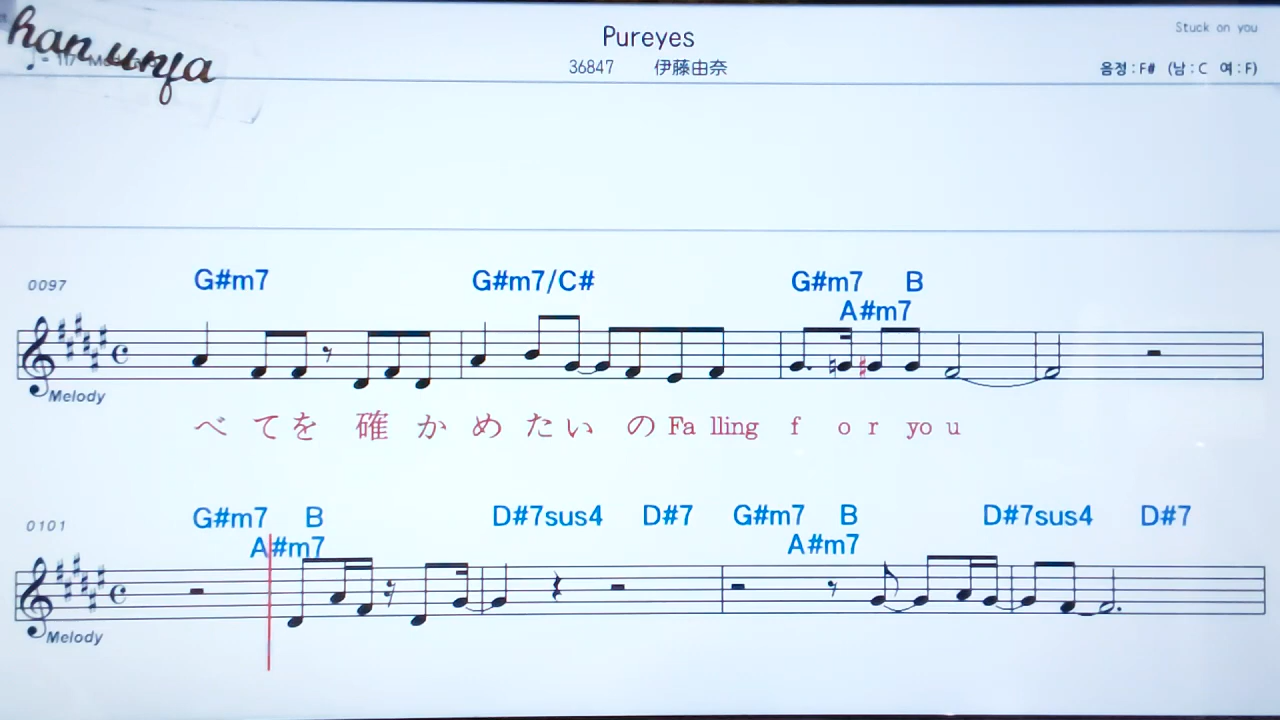 han unya
Pureyes
Stuck on you
36847 伊藤由奈
음정 : F# (남 : C 여 : F)
0097 G#m7 G#m7/C# G#m7 B
A#m7
Melody
べ て を 確 か め た い の Fa lling f o r yo u
0101 G#m7 B D#7sus4 D#7 G#m7 B D#7sus4 D#7
A#m7 A#m7
Melody